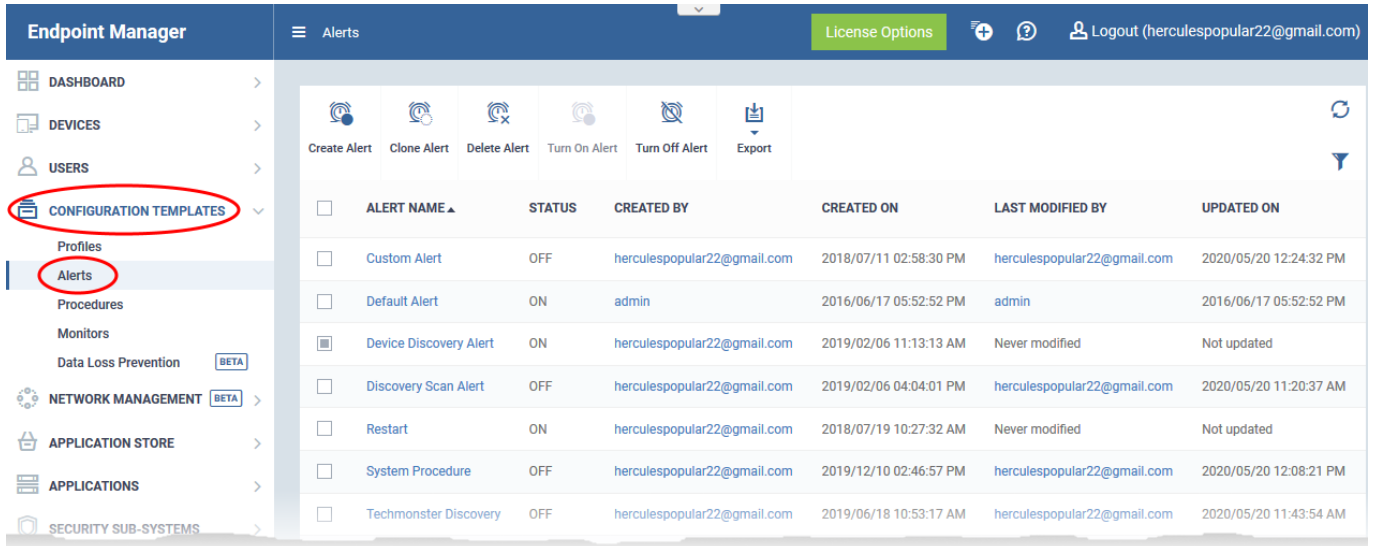 Endpoint Manager
Alerts
License Options
Logout (herculespopular22@gmail.com)
DASHBOARD
DEVICES
USERS
CONFIGURATION TEMPLATES
Profiles
Alerts
Procedures
Monitors
Data Loss Prevention BETA
NETWORK MANAGEMENT BETA
APPLICATION STORE
APPLICATIONS
SECURITY SUB-SYSTEMS
Create Alert Clone Alert Delete Alert Turn On Alert Turn Off Alert Export
ALERT NAME STATUS CREATED BY CREATED ON LAST MODIFIED BY UPDATED ON
Custom Alert OFF herculespopular22@gmail.com 2018/07/11 02:58:30 PM herculespopular22@gmail.com 2020/05/20 12:24:32 PM
Default Alert ON admin 2016/06/17 05:52:52 PM admin 2016/06/17 05:52:52 PM
Device Discovery Alert ON herculespopular22@gmail.com 2019/02/06 11:13:13 AM Never modified Not updated
Discovery Scan Alert OFF herculespopular22@gmail.com 2019/02/06 04:04:01 PM herculespopular22@gmail.com 2020/05/20 11:20:37 AM
Restart ON herculespopular22@gmail.com 2018/07/19 10:27:32 AM Never modified Not updated
System Procedure OFF herculespopular22@gmail.com 2019/12/10 02:46:57 PM herculespopular22@gmail.com 2020/05/20 12:08:21 PM
Techmonster Discovery OFF herculespopular22@gmail.com 2019/06/18 10:53:17 AM herculespopular22@gmail.com 2020/05/20 11:43:54 AM